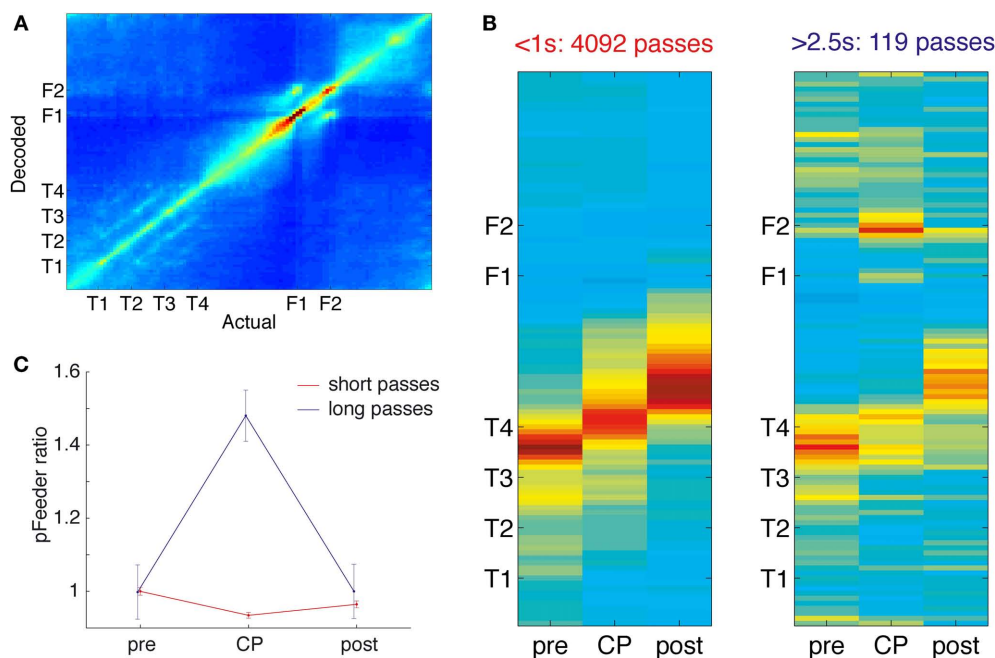 A
Decoded
F2
F1
T4
T3
T2
T1
T1 T2 T3 T4 F1 F2
Actual
B
<1s: 4092 passes
F2
F1
T4
T3
T2
T1
pre CP post
>2.5s: 119 passes
F2
F1
T4
T3
T2
T1
pre CP post
C
pFeeder ratio
1.6
1.4
1.2
1
short passes
long passes
pre CP post